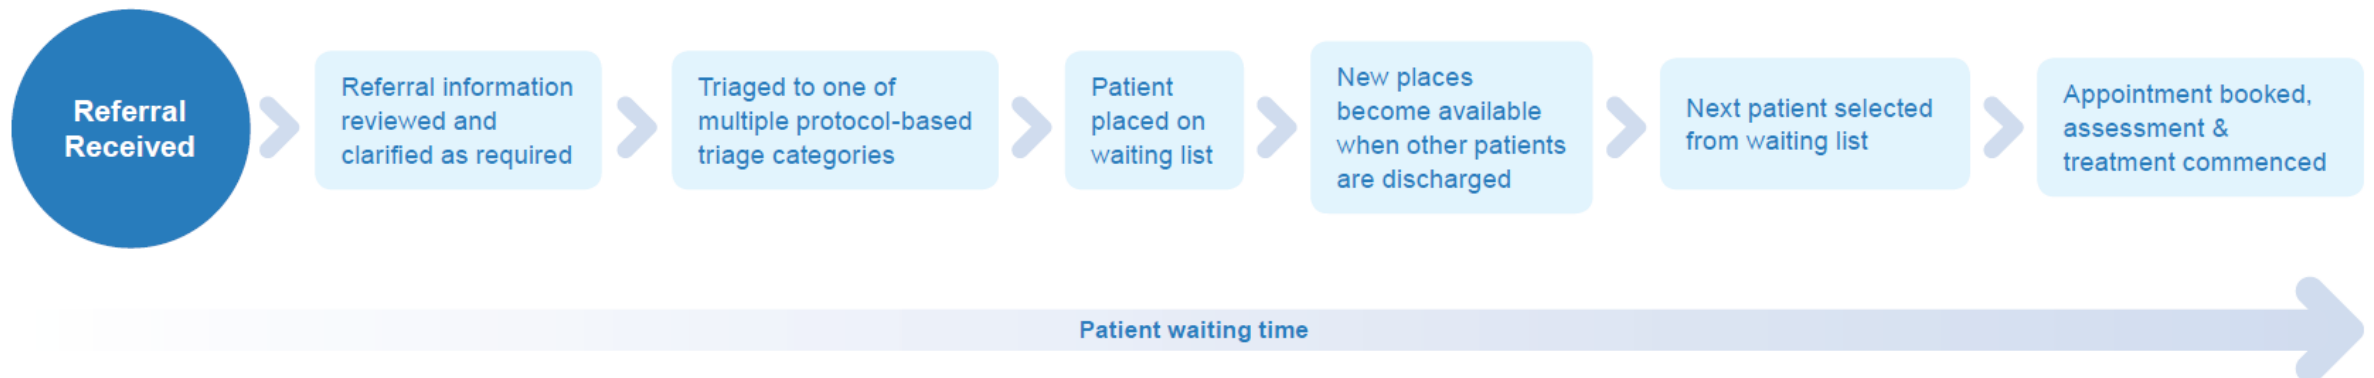 Referral
Received
Referral information
reviewed and
clarified as required
Triaged to one of
multiple protocol-based
triage categories
Patient
placed on
waiting list
New places
become available
when other patients
are discharged
Next patient selected
from waiting list
Appointment booked,
assessment &
treatment commenced
Patient waiting time